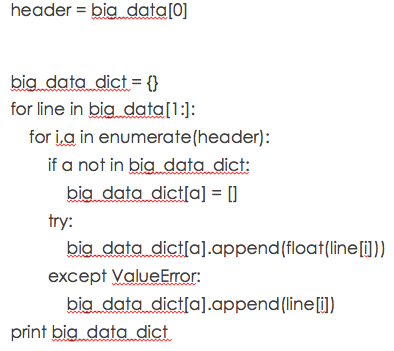 header = big_data[0]
big_data_dict = {}
for line in big_data[1:]:
for i,a in enumerate(header):
if a not in big_data_dict:
big_data_dict[a] = []
try:
big_data_dict[a].append(float(line[i]))
except ValueError:
big_data_dict[a].append(line[i])
print big_data_dict